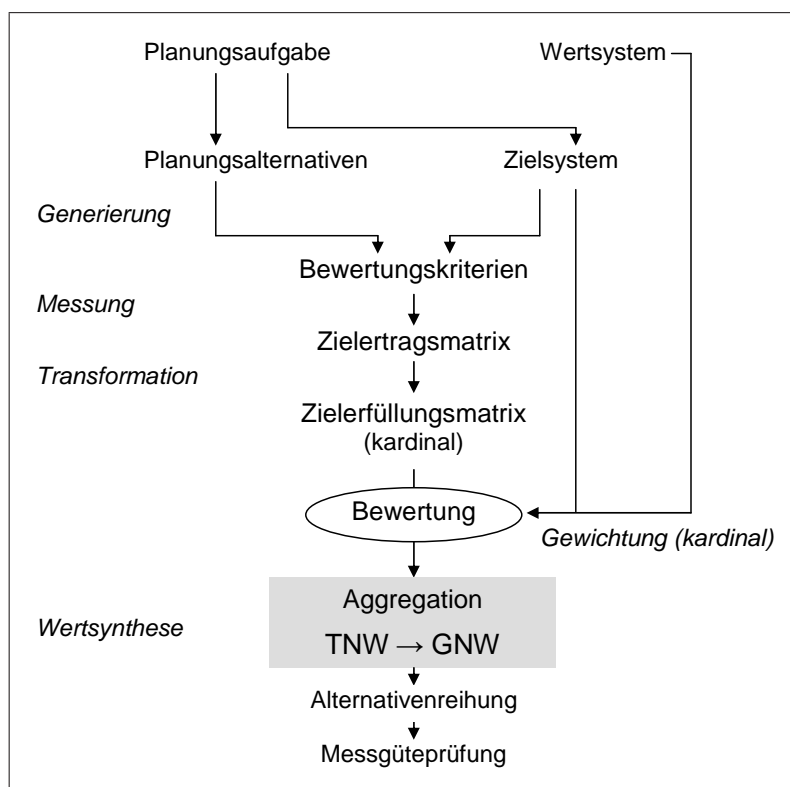 Planungsaufgabe
Wertsystem
Planungsalternativen
Zielsystem
Generierung
Bewertungskriterien
Messung
Zielertragsmatrix
Transformation
Zielerfüllungsmatrix
(kardinal)
Bewertung
Gewichtung (kardinal)
Aggregation
Wertsynthese
TNW → GNW
Alternativenreihung
Messgüteprüfung